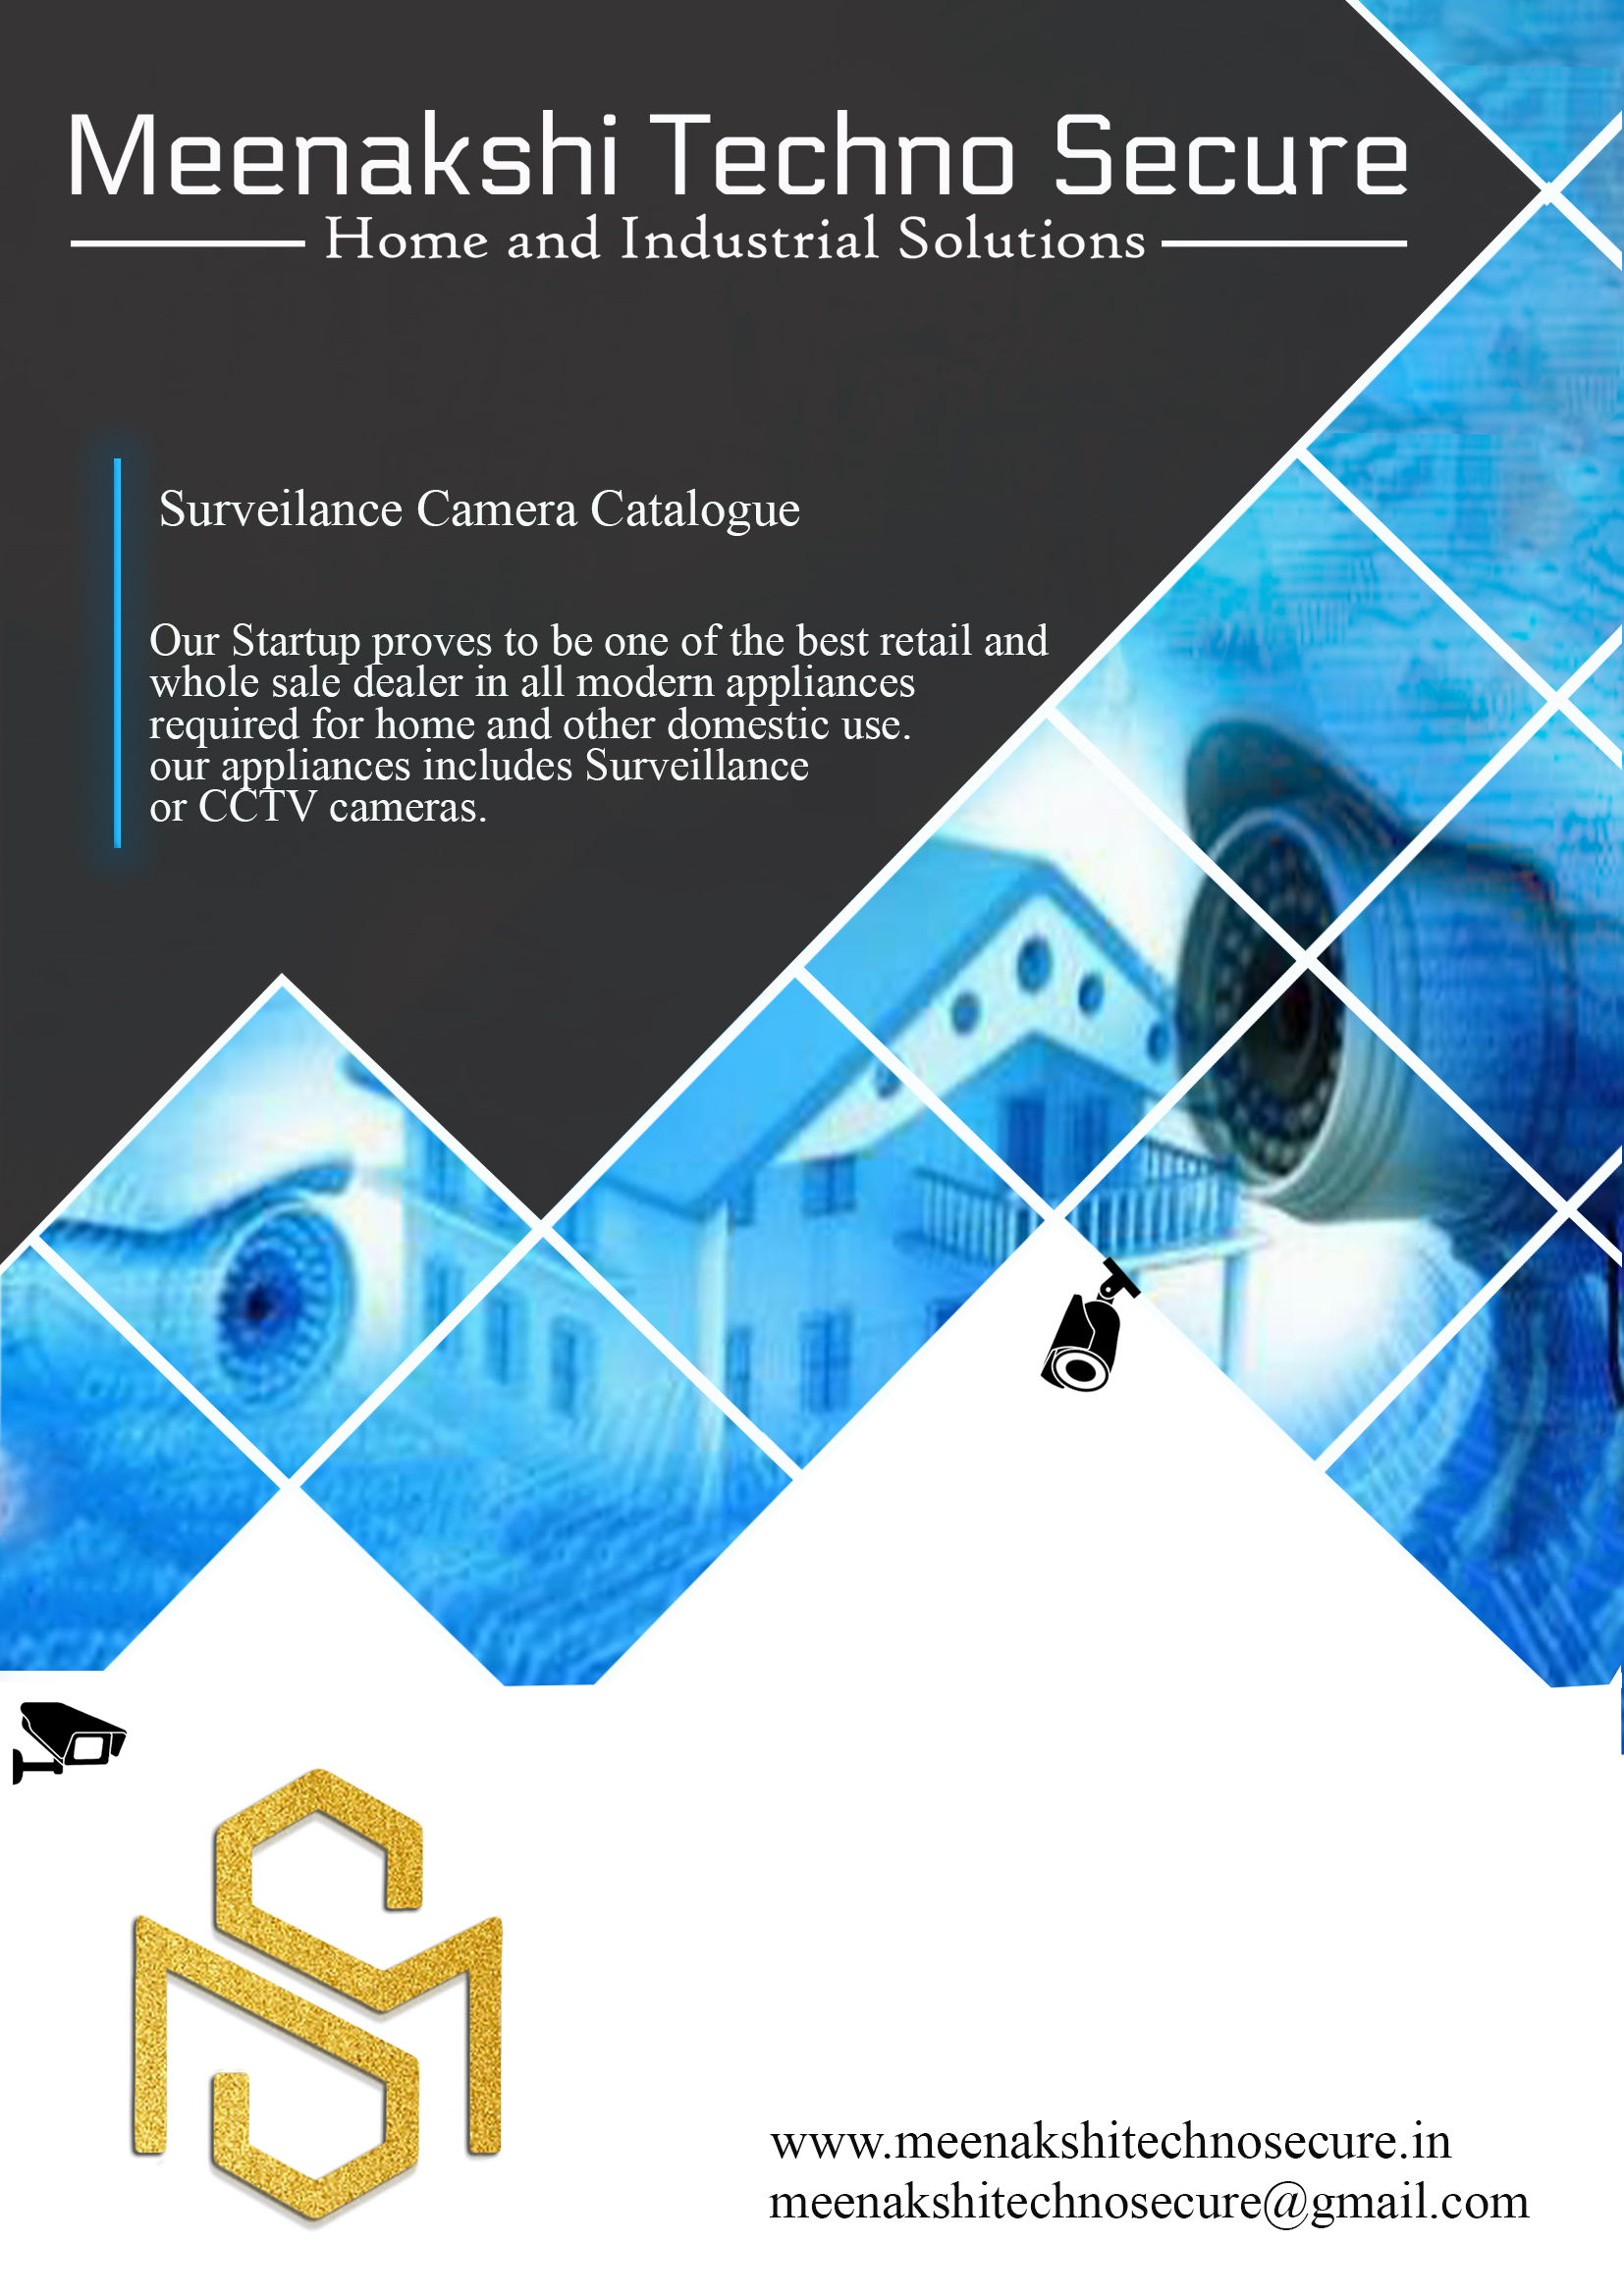 Meenakshi Techno Secure
Home and Industrial Solutions
Surveilance Camera Catalogue
Our Startup proves to be one of the best retail and
whole sale dealer in all modern appliances
required for home and other domestic use.
our appliances includes Surveillance
or CCTV cameras.
www.meenakshitechnosecure.in
meenakshitechnosecure@gmail.com